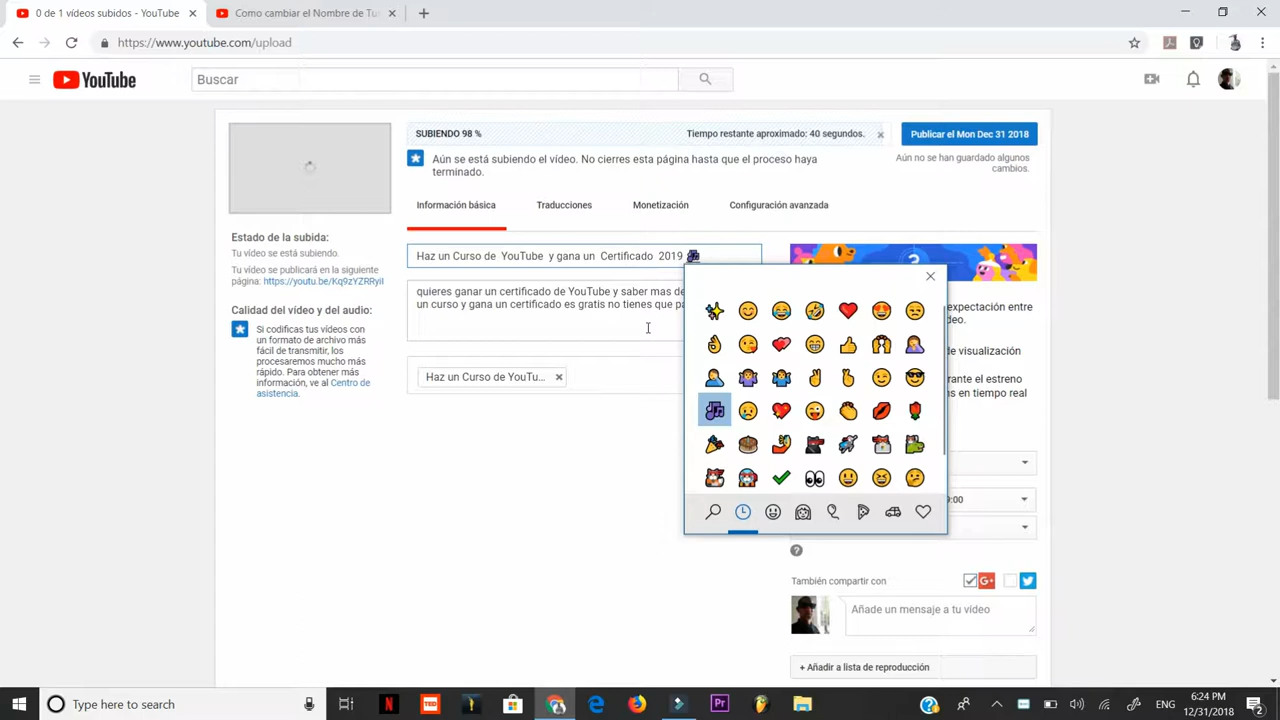 0 de 1 vídeos subidos - YouTube
Como cambiar el Nombre de Tu
https://www.youtube.com/upload
YouTube
Buscar
SUBIENDO 98 %
Tiempo restante aproximado: 40 segundos.
Publicar el Mon Dec 31 2018
Aún se está subiendo el vídeo. No cierres esta página hasta que el proceso haya
terminado.
Aún no se han guardado algunos
cambios.
Información básica
Traducciones
Monetización
Configuración avanzada
Estado de la subida:
Tu vídeo se está subiendo.
Tu vídeo se publicará en la siguiente
página: https://youtu.be/Kq9zYZRRyiI
Calidad del vídeo y del audio:
Si codificas tus vídeos con
un formato de archivo más
fácil de transmitir, los
procesaremos mucho más
rápido. Para obtener más
información, ve al Centro de
asistencia.
Haz un Curso de YouTube y gana un Certificado 2019 🎶
quieres ganar un certificado de YouTube y saber mas de
un curso y gana un certificado es gratis no tienes que pa
Haz un Curso de YouTu...
expectación entre
deo.
de visualización
rante el estreno
s en tiempo real
9:00
También compartir con
G+
Añade un mensaje a tu vídeo
+ Añadir a lista de reproducción
Type here to search
N
TED
Pr
ENG
6:24 PM
12/31/2018
2